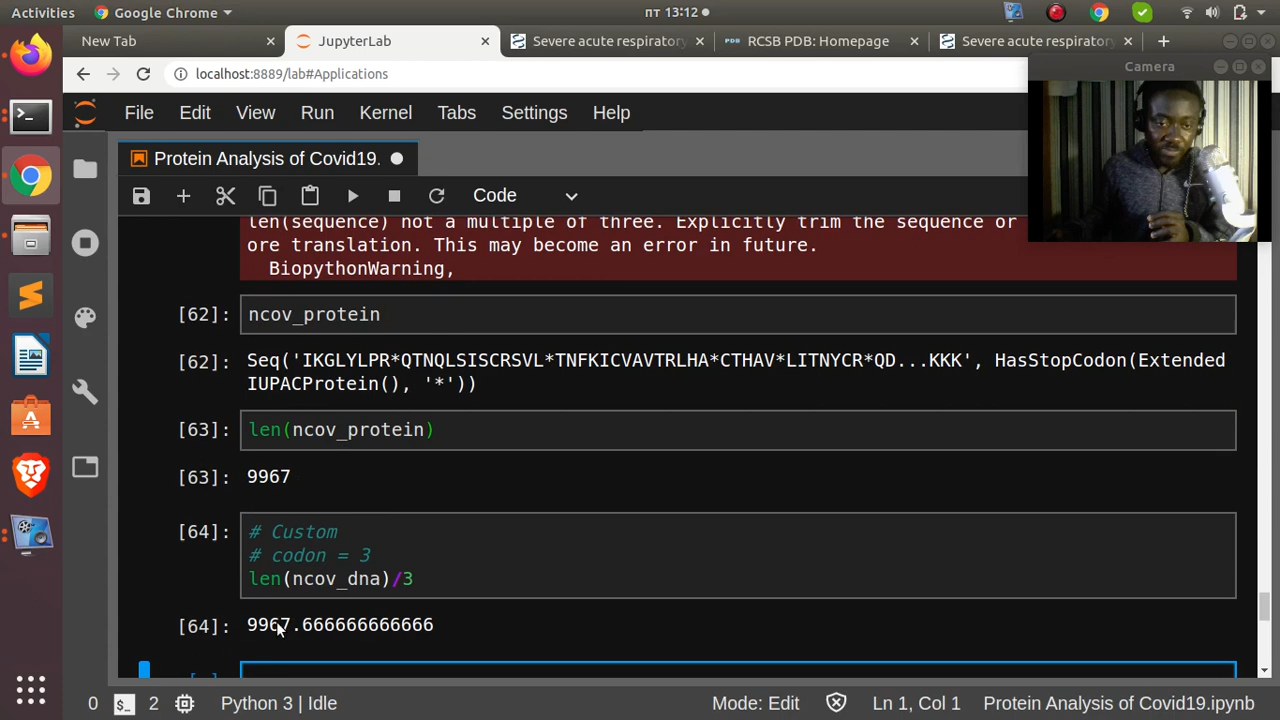 Activities Google Chrome пт 13:12
New Tab JupyterLab Severe acute respiratory RCSB PDB: Homepage Severe acute respiratory
localhost:8889/lab#Applications
Camera
File Edit View Run Kernel Tabs Settings Help
Protein Analysis of Covid19.
Code
len(sequence) not a multiple of three. Explicitly trim the sequence or
ore translation. This may become an error in future.
BiopythonWarning,
[62]: ncov_protein
[62]: Seq('IKGLYLPR*QTNQLSISCRSVL*TNFKICVAVTRLHA*CTHAV*LITNYCR*QD...KKK', HasStopCodon(Extended
IUPACProtein(), '*'))
[63]: len(ncov_protein)
[63]: 9967
[64]: # Custom
# codon = 3
len(ncov_dna)/3
[64]: 9967.666666666666
0 $_ 2 Python 3 | Idle Mode: Edit Ln 1, Col 1 Protein Analysis of Covid19.ipynb